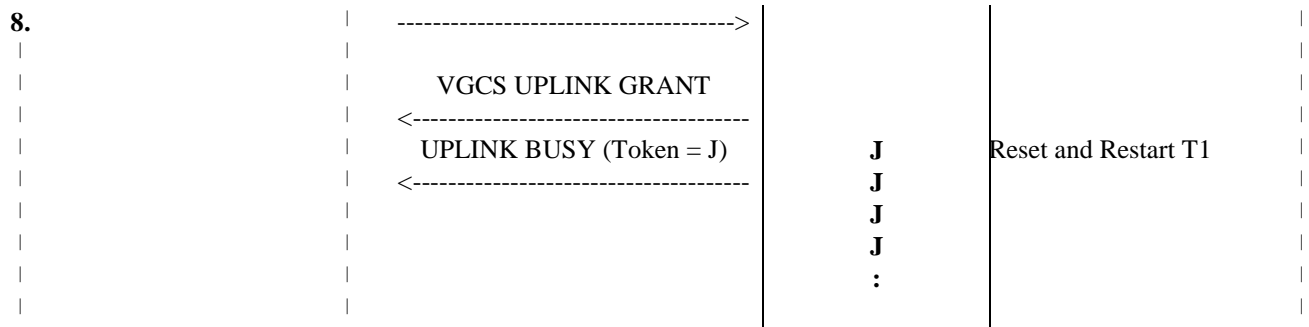 8.
------------------------------------->
VGCS UPLINK GRANT
<-------------------------------------
UPLINK BUSY (Token = J) J Reset and Restart T1
<------------------------------------- J
J
J
: